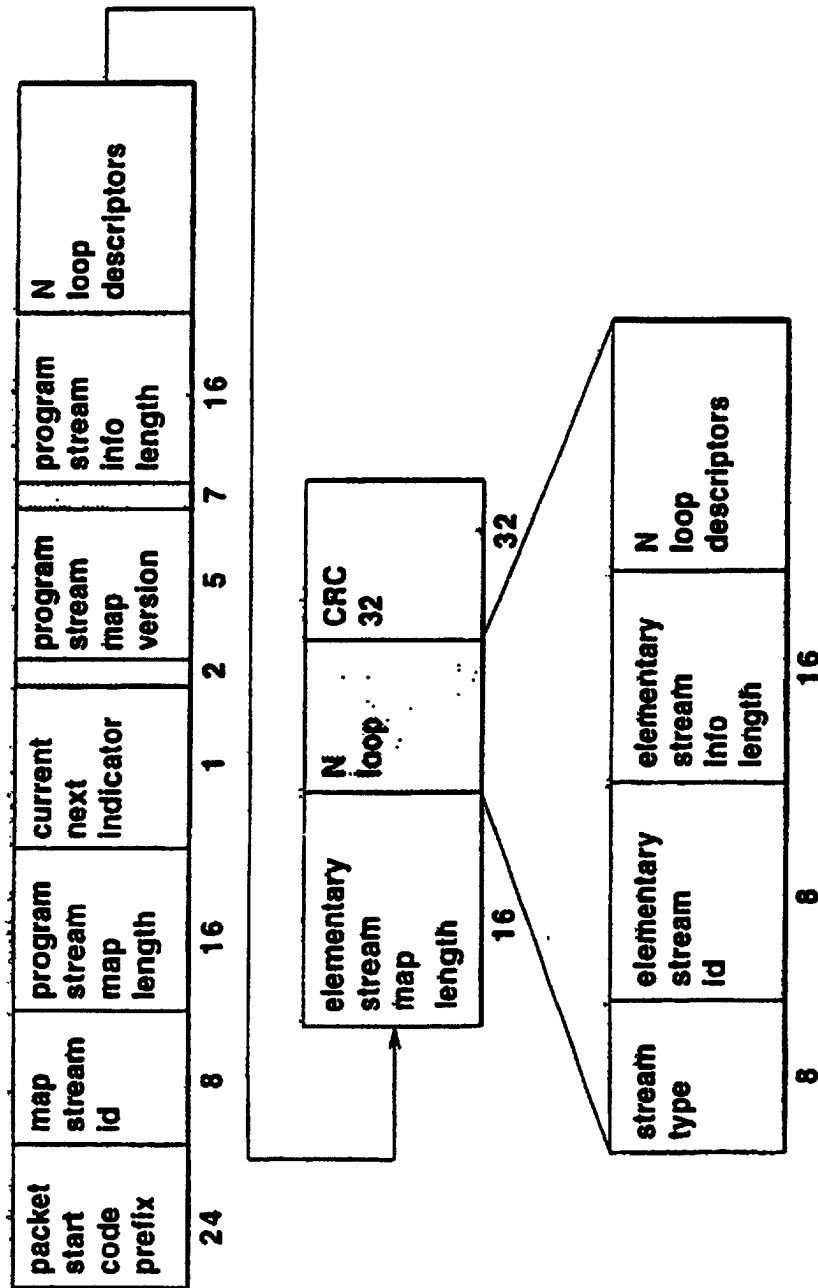 packet
start
code
prefix
map
stream
id
program
stream
map
length
current
next
indicator
program
stream
map
version
program
stream
info
length
N
loop
descriptors
24
8
16
1
2
5
7
16
elementary
stream
map
length
N
loop
CRC
32
16
32
stream
type
elementary
stream
id
elementary
stream
info
length
N
loop
descriptors
8
8
16